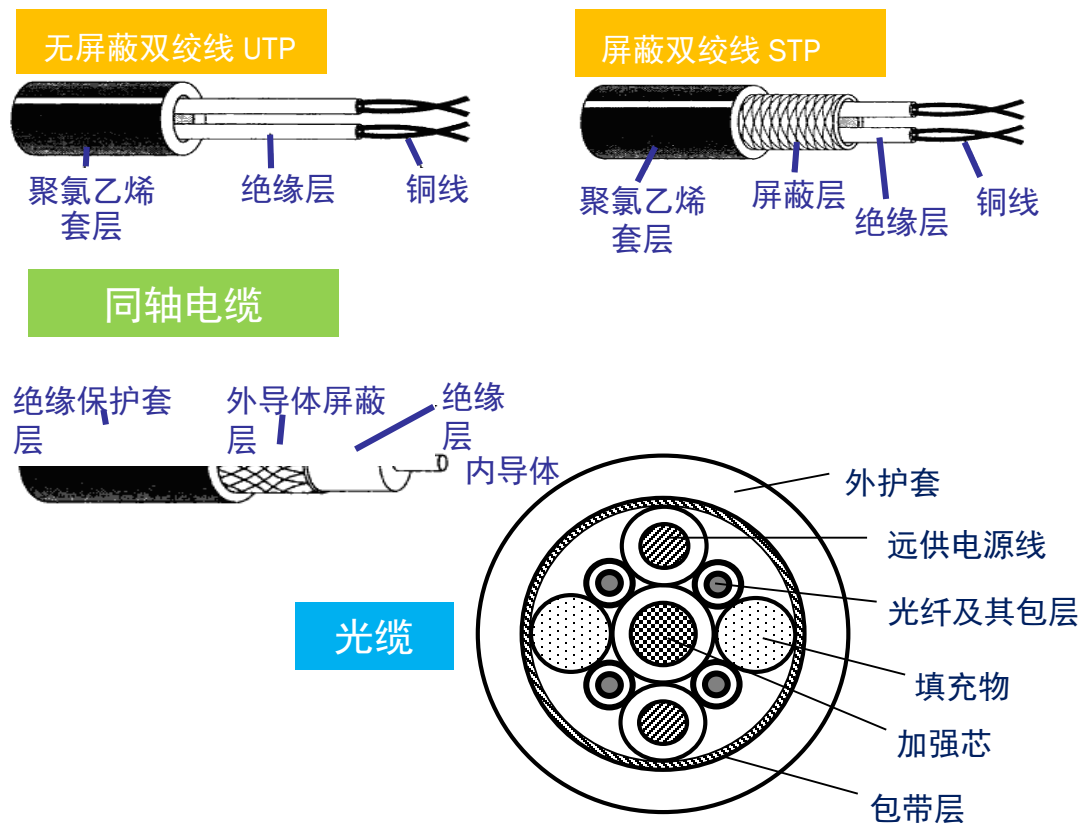 无屏蔽双绞线 UTP
屏蔽双绞线 STP
聚氯乙烯
套层
绝缘层
铜线
聚氯乙烯
套层
屏蔽层
绝缘层
铜线
同轴电缆
绝缘保护套
层
外导体屏蔽
层
绝缘
层
内导体
光缆
外护套
远供电源线
光纤及其包层
填充物
加强芯
包带层